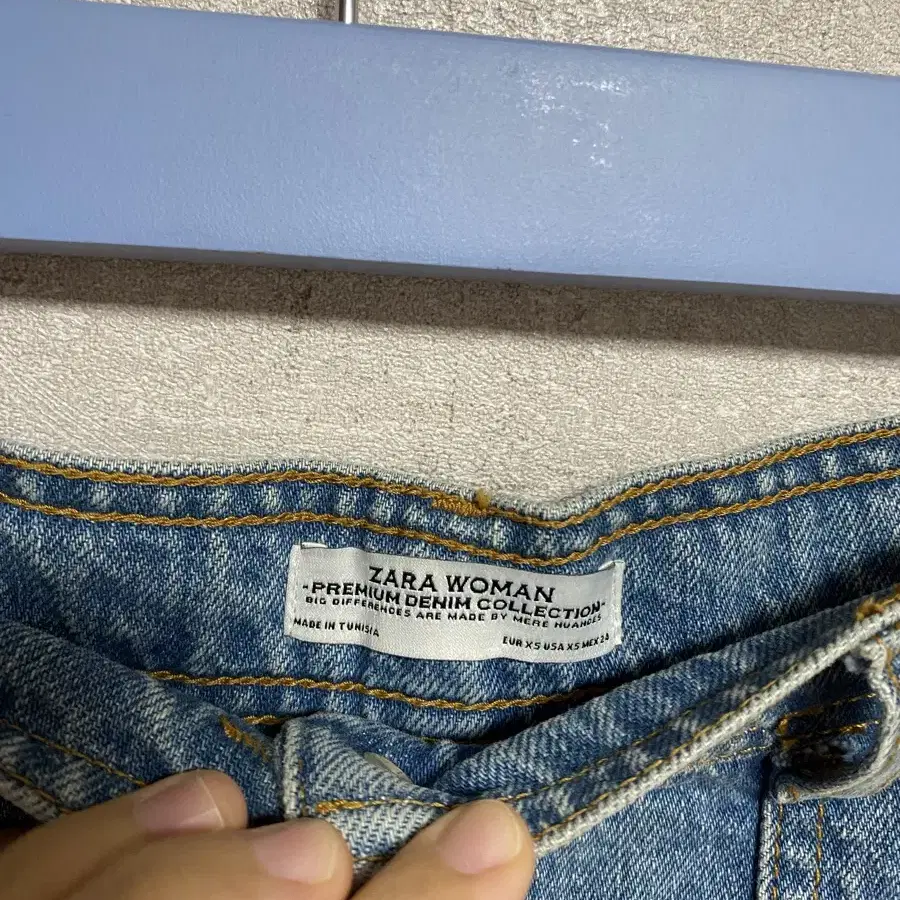 ZARA WOMAN
-PREMIUM DENIM COLLECTION-
BIG DIFFERENCES ARE MADE BY MERE NUANCES
MADE IN TUNISIA
EUR XS USA XS MEX 26